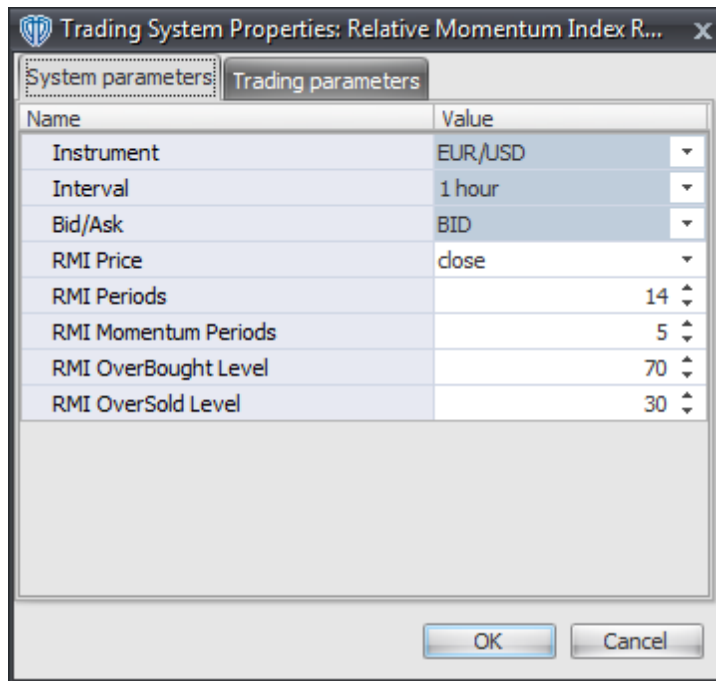 Trading System Properties: Relative Momentum Index R...
System parameters Trading parameters
Name Value
Instrument EUR/USD
Interval 1 hour
Bid/Ask BID
RMI Price close
RMI Periods 14
RMI Momentum Periods 5
RMI OverBought Level 70
RMI OverSold Level 30
OK Cancel